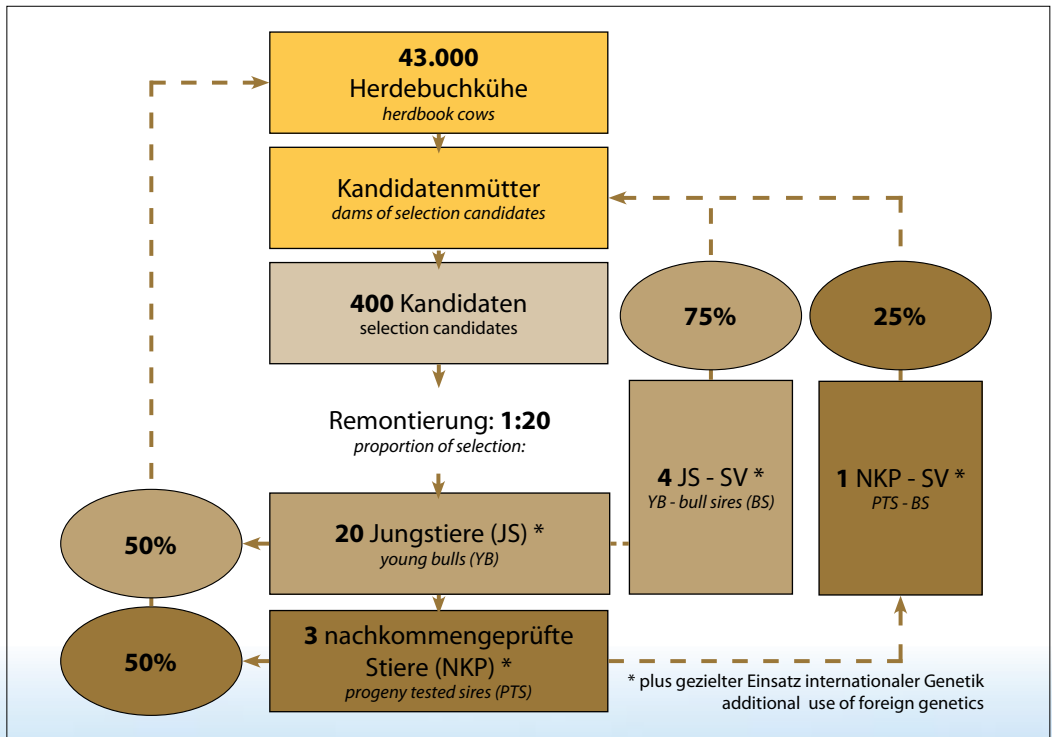 43.000
Herdebuchkühe
herdbook cows
Kandidatenmütter
dams of selection candidates
400 Kandidaten
selection candidates
75%
25%
Remontierung: 1:20
proportion of selection:
4 JS - SV *
YB - bull sires (BS)
1 NKP - SV *
PTS - BS
50%
20 Jungstiere (JS) *
young bulls (YB)
50%
3 nachkommengeprüfte
Stiere (NKP) *
progeny tested sires (PTS)
* plus gezielter Einsatz internationaler Genetik
additional use of foreign genetics